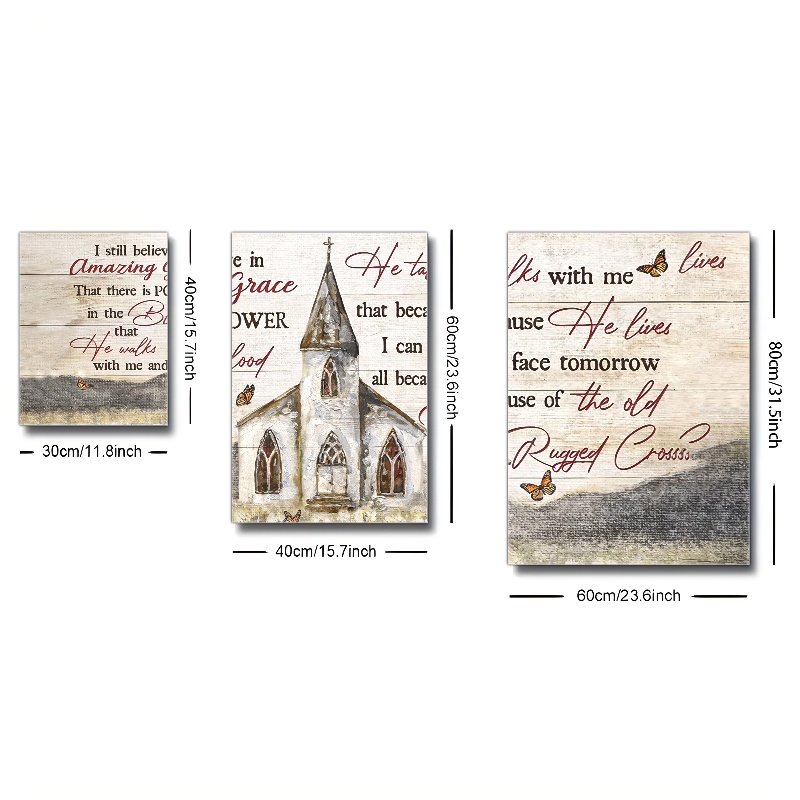 I still believ
Amazing G
That there is PO
in the Bl
that
He walks
with me and
40cm/15.7inch
30cm/11.8inch
e in
Grace
OWER
lood
He ta
that beca
I can
all beca
60cm/23.6inch
40cm/15.7inch
lks with me
lives
ause He lives
face tomorrow
use of the old
Rugged Crossss
80cm/31.5inch
60cm/23.6inch